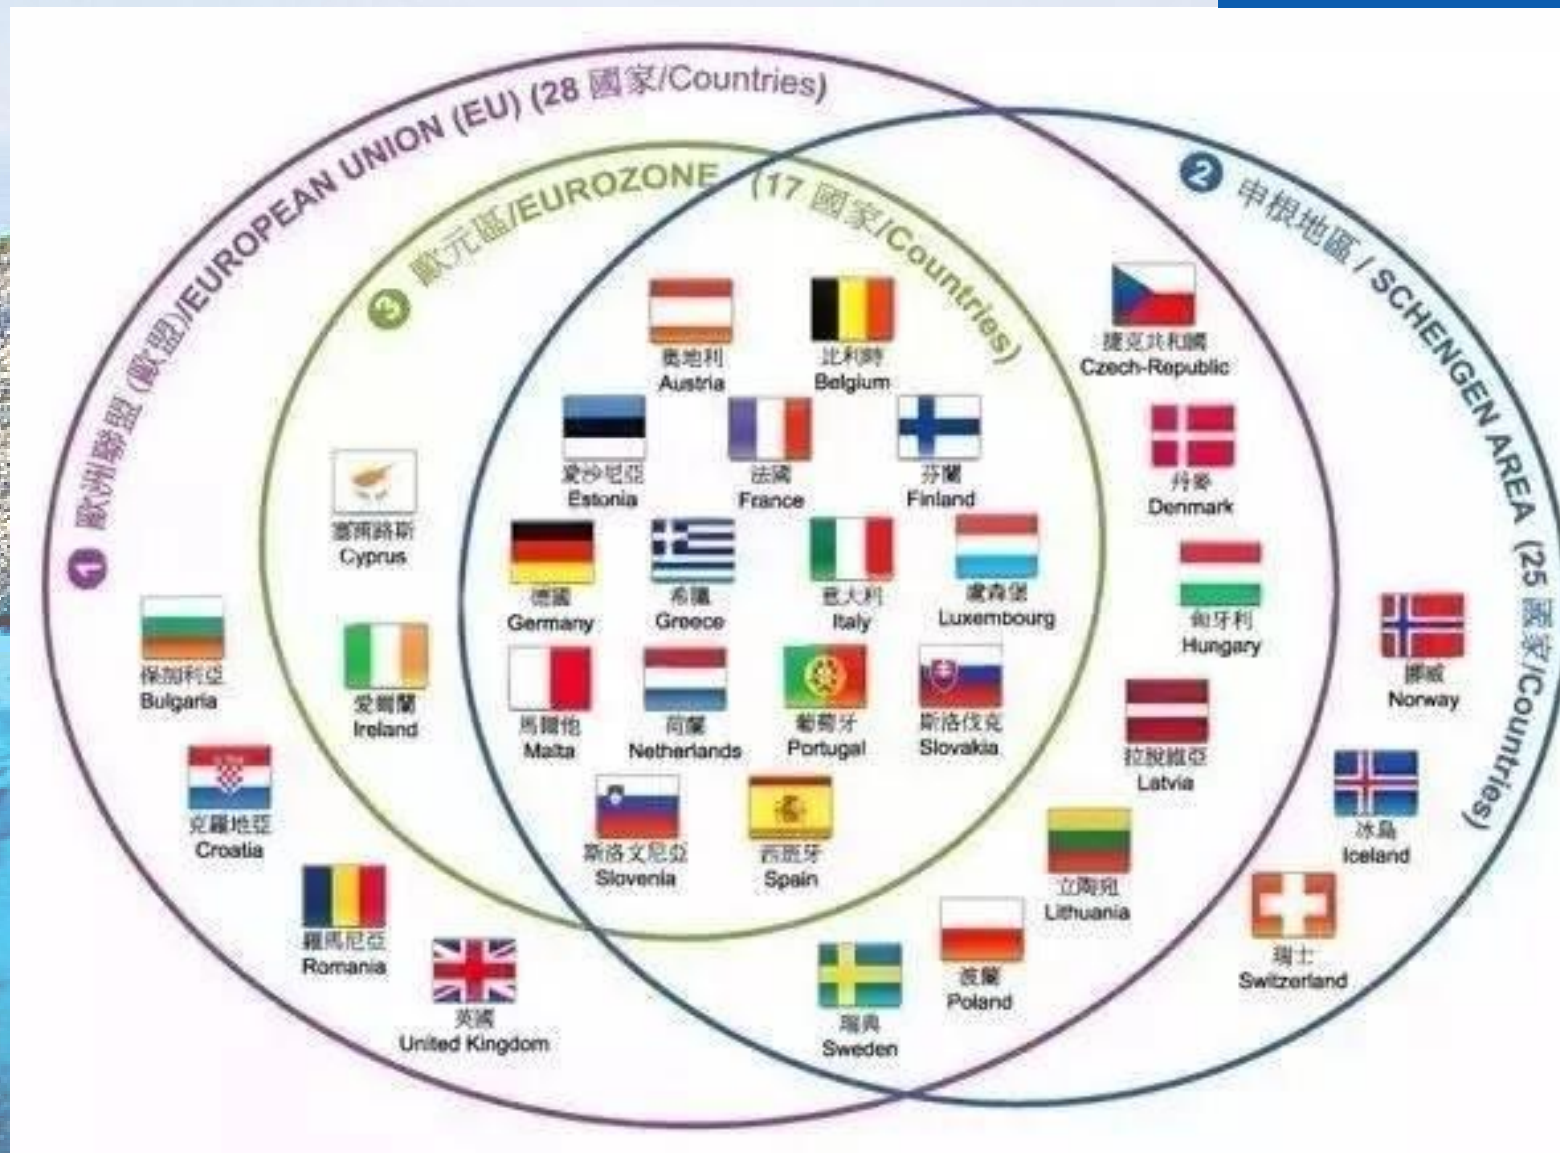 1 歐洲聯盟 (歐盟)/EUROPEAN UNION (EU) (28 國家/Countries)
2 申根地區 / SCHENGEN AREA (25 國家/Countries)
3 歐元區/EUROZONE (17 國家/Countries)
奧地利
Austria
比利時
Belgium
捷克共和國
Czech-Republic
愛沙尼亞
Estonia
法國
France
芬蘭
Finland
丹麥
Denmark
塞爾路斯
Cyprus
德國
Germany
希臘
Greece
意大利
Italy
盧森堡
Luxembourg
匈牙利
Hungary
保加利亞
Bulgaria
愛爾蘭
Ireland
馬爾他
Malta
荷蘭
Netherlands
葡萄牙
Portugal
斯洛伐克
Slovakia
挪威
Norway
拉脫維亞
Latvia
克羅地亞
Croatia
斯洛文尼亞
Slovenia
西班牙
Spain
立陶宛
Lithuania
冰島
Iceland
羅馬尼亞
Romania
英國
United Kingdom
瑞典
Sweden
波蘭
Poland
瑞士
Switzerland